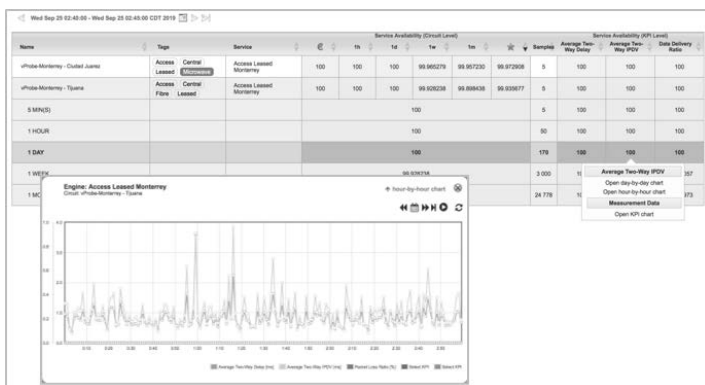 Wed Sep 25 02:40:00 - Wed Sep 25 02:45:00 CDT 2019
Service Availability (Circuit Level)
Service Availability (KPI Level)
Name
Tags
Service
1h
1d
1w
1m
Samples
Average Two-Way Delay
Average Two-Way IPDV
Data Delivery Ratio
vProbe-Monterrey - Ciudad Juarez
Access Central
Leased Microwave
Access Leased Monterrey
100 100 100 99.965279 99.957230 99.972908 5 100 100 100
vProbe-Monterrey - Tijuana
Access Central
Fibre Leased
Access Leased Monterrey
100 100 100 99.928238 99.898438 99.935677 5 100 100 100
5 MIN(S) 100 5 100 100 100
1 HOUR 100 50 100 100 100
1 DAY 100 170 100 100 100
1 WEEK 99.928238 3 000
24 778
Average Two-Way IPDV
Open day-by-day chart
Open hour-by-hour chart
Measurement Data
Open KPI chart
Engine: Access Leased Monterrey
Circuit: vProbe-Monterrey - Tijuana
hour-by-hour chart
Average Two-Way Delay [ms]
Average Two-Way IPDV [ms]
Packet Loss Ratio [%]
Select KPI
Select KPI